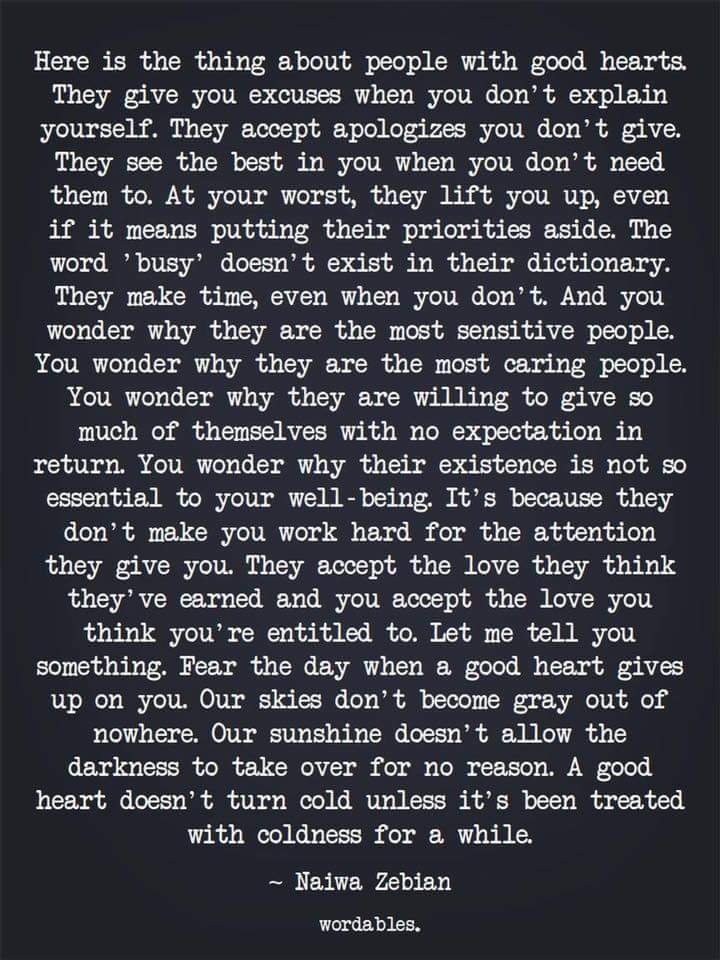 Here is the thing about people with good hearts.
They give you excuses when you don't explain
yourself. They accept apologizes you don't give.
They see the best in you when you don't need
them to. At your worst, they lift you up, even
if it means putting their priorities aside. The
word 'busy' doesn't exist in their dictionary.
They make time, even when you don't. And you
wonder why they are the most sensitive people.
You wonder why they are the most caring people.
You wonder why they are willing to give so
much of themselves with no expectation in
return. You wonder why their existence is not so
essential to your well-being. It's because they
don't make you work hard for the attention
they give you. They accept the love they think
they've earned and you accept the love you
think you're entitled to. Let me tell you
something. Fear the day when a good heart gives
up on you. Our skies don't become gray out of
nowhere. Our sunshine doesn't allow the
darkness to take over for no reason. A good
heart doesn't turn cold unless it's been treated
with coldness for a while.
~ Naiwa Zebian
wordables.